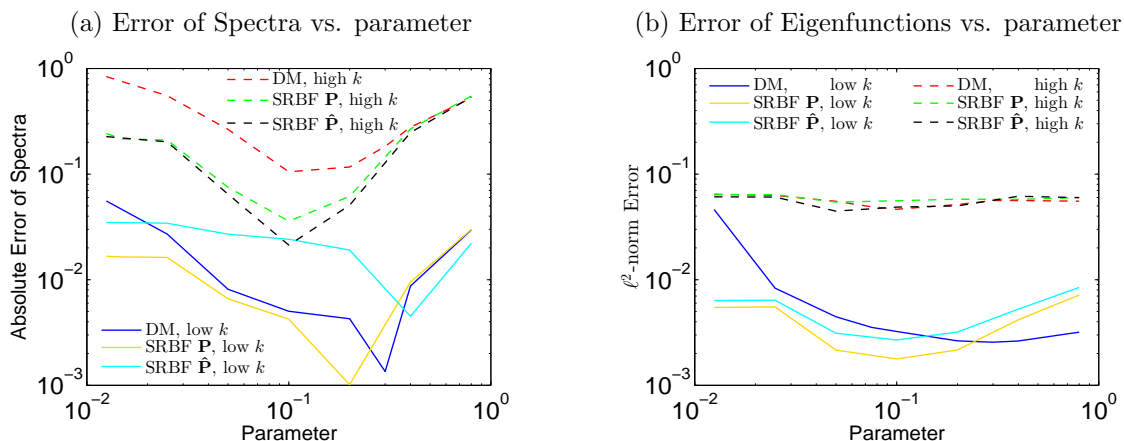 (a) Error of Spectra vs. parameter
10^0
10^-1
10^-2
10^-3
Absolute Error of Spectra
DM, high k
SRBF P, high k
SRBF P̂, high k
DM, low k
SRBF P, low k
SRBF P̂, low k
10^-2
10^-1
10^0
Parameter
(b) Error of Eigenfunctions vs. parameter
10^0
10^-1
10^-2
10^-3
ℓ²-norm Error
DM, low k
SRBF P, low k
SRBF P̂, low k
DM, high k
SRBF P, high k
SRBF P̂, high k
10^-2
10^-1
10^0
Parameter